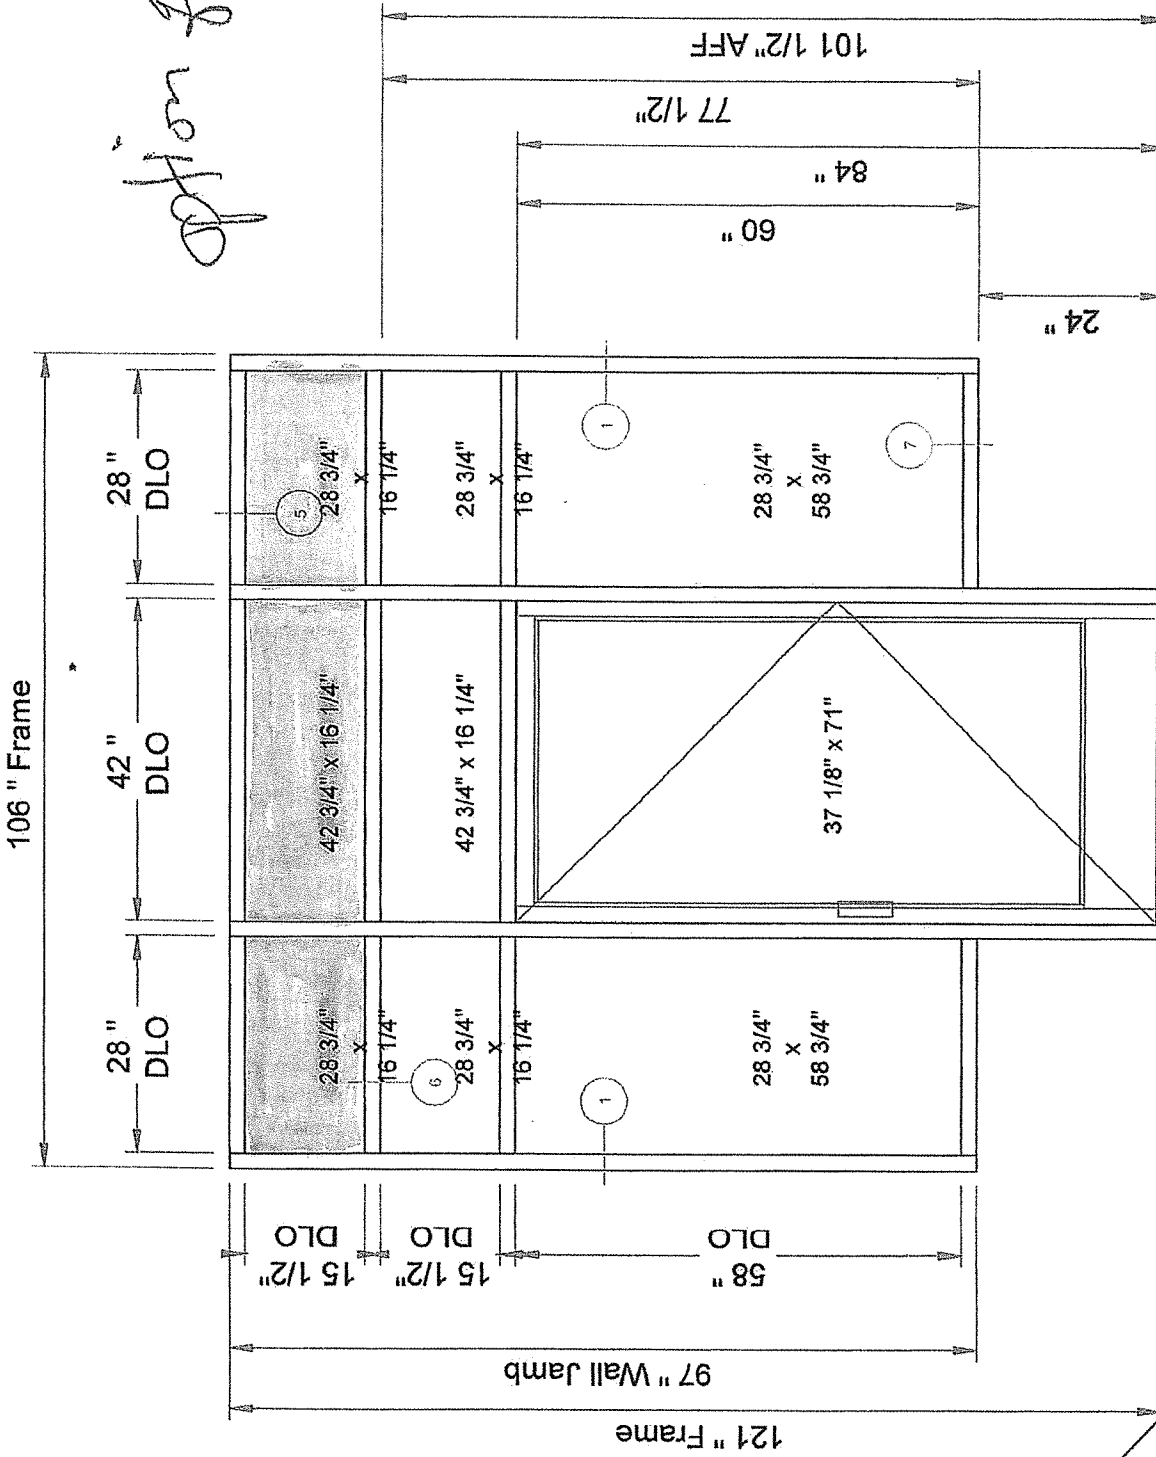 Option
106 " Frame
28 "
DLO
42 "
DLO
28 "
DLO
101 1/2" AFF
77 1/2"
84 "
60 "
24 "
5
28 3/4"
x
16 1/4"
28 3/4"
x
16 1/4"
1
28 3/4"
x
58 3/4"
7
42 3/4" x 16 1/4"
42 3/4" x 16 1/4"
37 1/8" x 71"
28 3/4"
x
16 1/4"
6
28 3/4"
x
16 1/4"
1
28 3/4"
x
58 3/4"
15 1/2"
DLO
15 1/2"
DLO
58 "
DLO
97 " Wall Jamb
121 " Frame